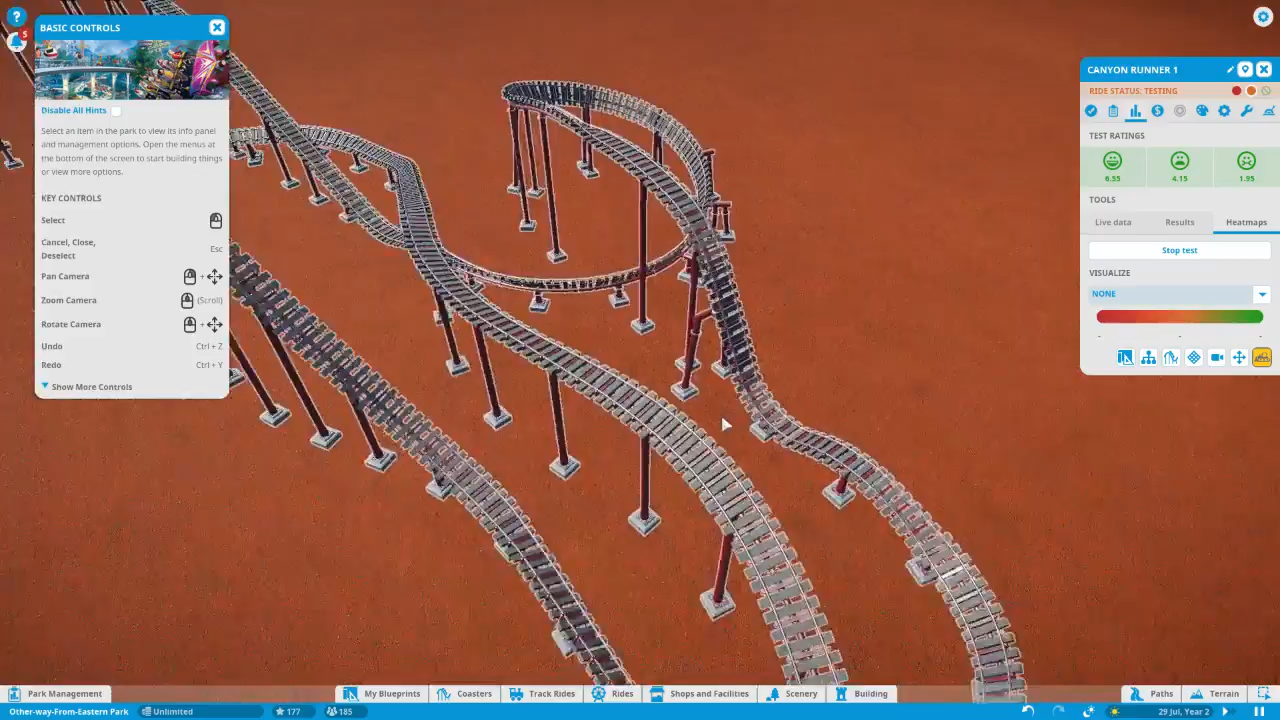 ?
5
BASIC CONTROLS
Disable All Hints
Select an item in the park to view its info panel
and management options. Open the menus at
the bottom of the screen to start building things
or view more options.
KEY CONTROLS
Select
Cancel, Close,
Deselect
Esc
Pan Camera +
Zoom Camera (Scroll)
Rotate Camera +
Undo Ctrl + Z
Redo Ctrl + Y
Show More Controls
CANYON RUNNER 1
RIDE STATUS: TESTING
TEST RATINGS
6.55 4.15 1.95
TOOLS
Live data Results Heatmaps
Stop test
VISUALIZE
NONE
- -
Park Management My Blueprints Coasters Track Rides Rides Shops and Facilities Scenery Building Paths Terrain
Other-way-From-Eastern Park Unlimited 177 185 29 Jul, Year 2